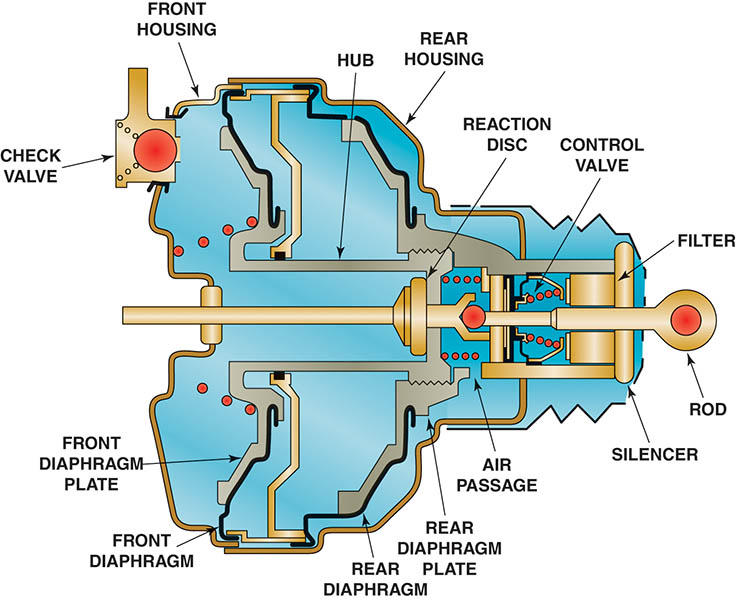 FRONT
HOUSING
HUB
REAR
HOUSING
REACTION
DISC
CONTROL
VALVE
CHECK
VALVE
FILTER
ROD
SILENCER
AIR
PASSAGE
FRONT
DIAPHRAGM
PLATE
FRONT
DIAPHRAGM
REAR
DIAPHRAGM
REAR
DIAPHRAGM
PLATE